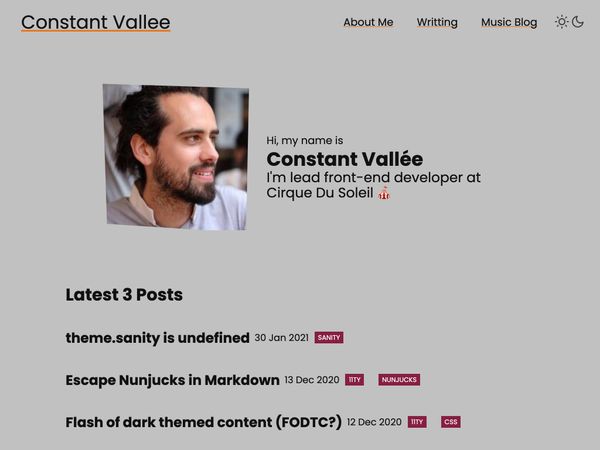 Constant Vallee
About Me Writting Music Blog
Hi, my name is
Constant Vallée
I'm lead front-end developer at
Cirque Du Soleil 🎪
Latest 3 Posts
theme.sanity is undefined 30 Jan 2021 SANITY
Escape Nunjucks in Markdown 13 Dec 2020 11TY NUNJUCKS
Flash of dark themed content (FODTC?) 12 Dec 2020 11TY CSS